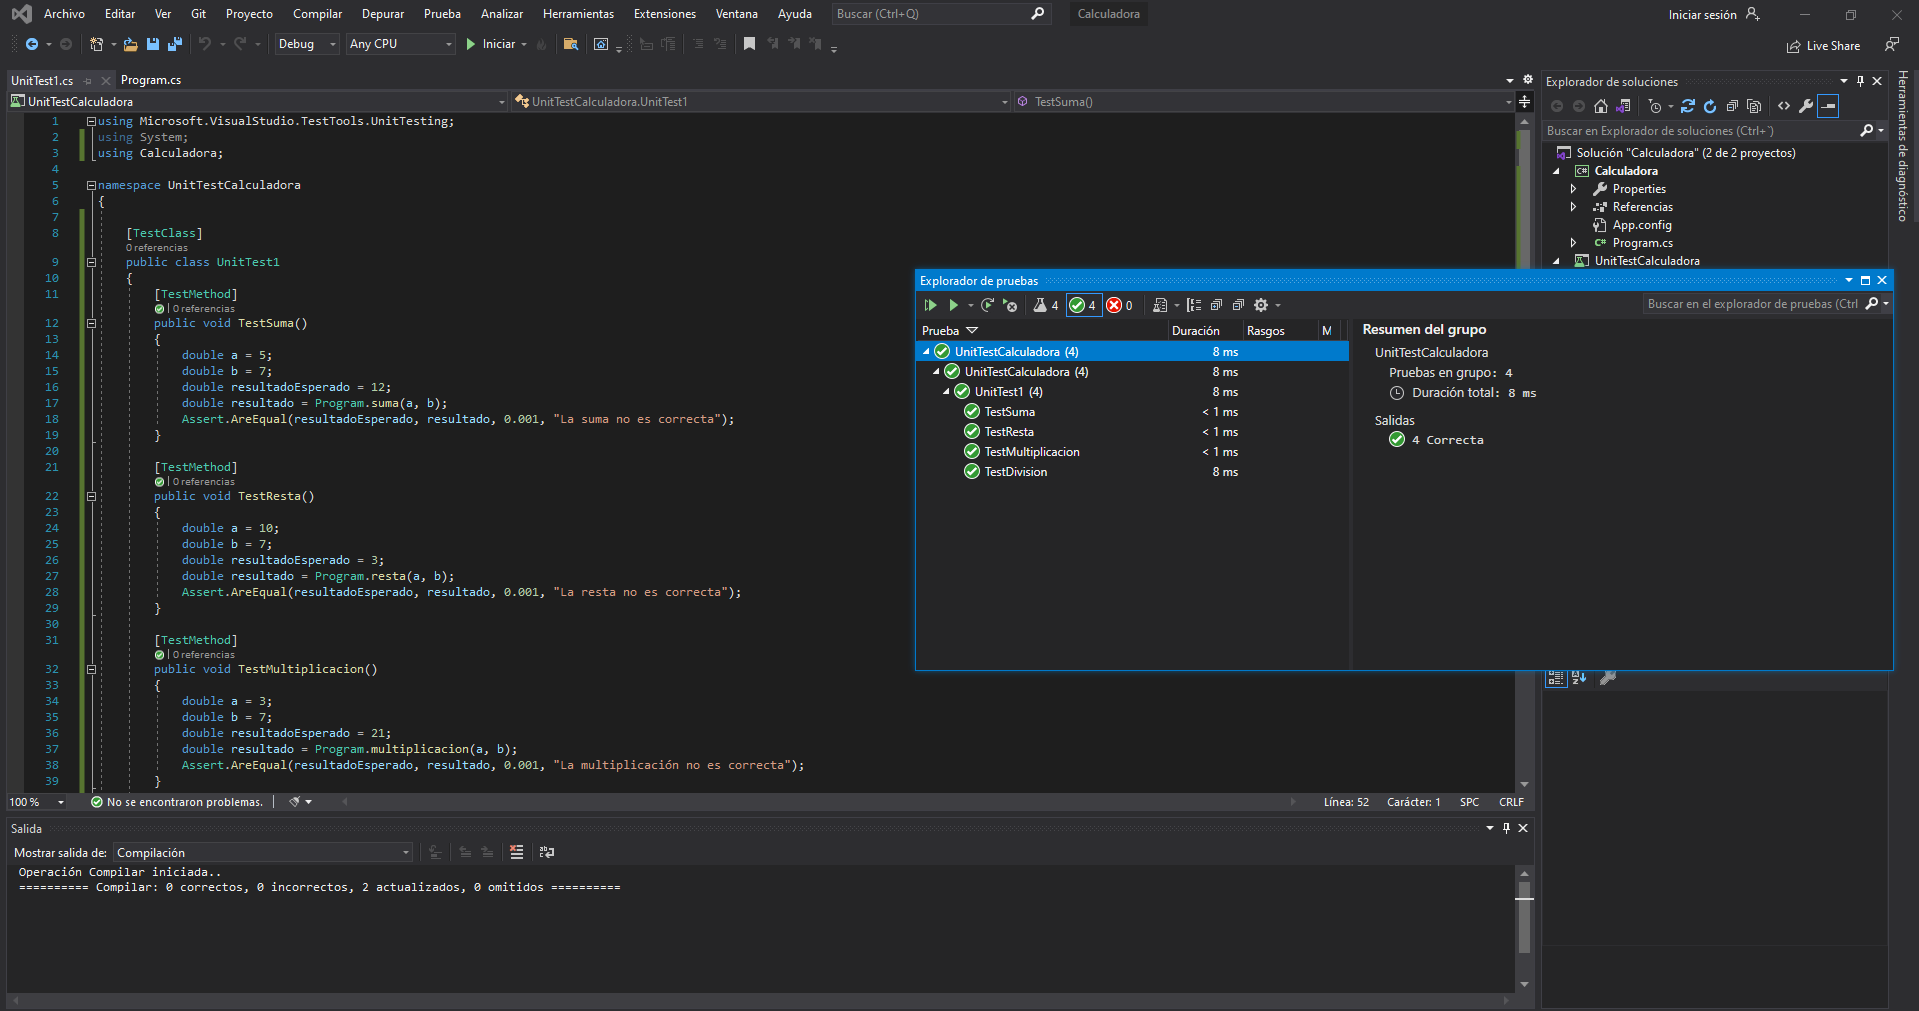 Archivo Editar Ver Git Proyecto Compilar Depurar Prueba Analizar Herramientas Extensiones Ventana Ayuda Buscar (Ctrl+Q) Calculadora Iniciar sesión
Debug Any CPU Iniciar Live Share
UnitTest1.cs Program.cs
UnitTestCalculadora UnitTestCalculadora.UnitTest1 TestSuma()
1 using Microsoft.VisualStudio.TestTools.UnitTesting;
2 using System;
3 using Calculadora;
4
5 namespace UnitTestCalculadora
6 {
7
8 [TestClass]
0 referencias
9 public class UnitTest1
10 {
11 [TestMethod]
0 referencias
12 public void TestSuma()
13 {
14 double a = 5;
15 double b = 7;
16 double resultadoEsperado = 12;
17 double resultado = Program.suma(a, b);
18 Assert.AreEqual(resultadoEsperado, resultado, 0.001, "La suma no es correcta");
19 }
20
21 [TestMethod]
0 referencias
22 public void TestResta()
23 {
24 double a = 10;
25 double b = 7;
26 double resultadoEsperado = 3;
27 double resultado = Program.resta(a, b);
28 Assert.AreEqual(resultadoEsperado, resultado, 0.001, "La resta no es correcta");
29 }
30
31 [TestMethod]
0 referencias
32 public void TestMultiplicacion()
33 {
34 double a = 3;
35 double b = 7;
36 double resultadoEsperado = 21;
37 double resultado = Program.multiplicacion(a, b);
38 Assert.AreEqual(resultadoEsperado, resultado, 0.001, "La multiplicación no es correcta");
39 }
100 % No se encontraron problemas. Línea: 52 Carácter: 1 SPC CRLF
Salida
Mostrar salida de: Compilación
Operación Compilar iniciada..
========== Compilar: 0 correctos, 0 incorrectos, 2 actualizados, 0 omitidos ==========
Explorador de soluciones
Buscar en Explorador de soluciones (Ctrl+`)
Solución "Calculadora" (2 de 2 proyectos)
Calculadora
Properties
Referencias
App.config
C# Program.cs
UnitTestCalculadora
Explorador de pruebas
4 4 0 Buscar en el explorador de pruebas (Ctrl
Prueba Duración Rasgos M
UnitTestCalculadora (4) 8 ms
UnitTestCalculadora (4) 8 ms
UnitTest1 (4) 8 ms
TestSuma < 1 ms
TestResta < 1 ms
TestMultiplicacion < 1 ms
TestDivision 8 ms
Resumen del grupo
UnitTestCalculadora
Pruebas en grupo: 4
Duración total: 8 ms
Salidas
4 Correcta
Herramientas de diagnóstico